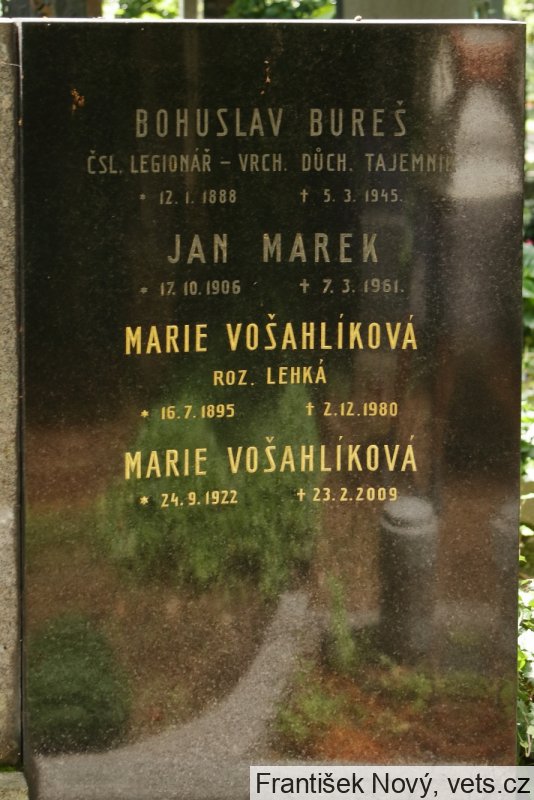 BOHUSLAV BUREŠ
ČSL. LEGIONÁŘ – VRCH. DŮCH. TAJEMNÍK
* 12. 1. 1888 † 5. 3. 1945.
JAN MAREK
* 17. 10. 1906 † 7. 3. 1961.
MARIE VOŠAHLÍKOVÁ
ROZ. LEHKÁ
* 16. 7. 1895 † 2. 12. 1980
MARIE VOŠAHLÍKOVÁ
* 24. 9. 1922 † 23. 2. 2009
František Nový, vets.cz